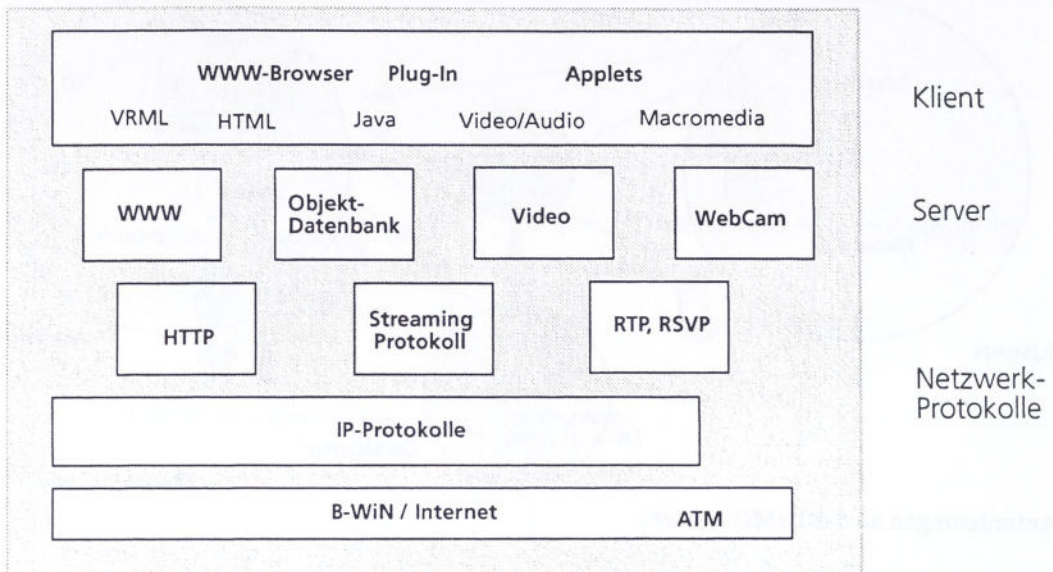 WWW-Browser Plug-In Applets
VRML HTML Java Video/Audio Macromedia
Klient
WWW
Objekt-
Datenbank
Video
WebCam
Server
HTTP
Streaming
Protokoll
RTP, RSVP
Netzwerk-
Protokolle
IP-Protokolle
B-WiN / Internet ATM